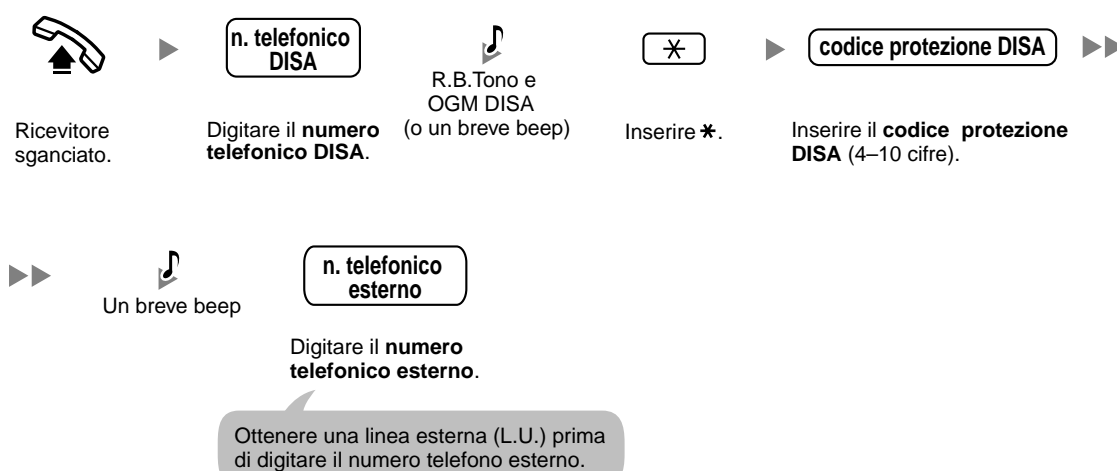 n. telefonico
DISA
R.B.Tono e
OGM DISA
(o un breve beep)
codice protezione DISA
Ricevitore
sganciato.
Digitare il numero
telefonico DISA.
Inserire *.
Inserire il codice protezione
DISA (4–10 cifre).
Un breve beep
n. telefonico
esterno
Digitare il numero
telefonico esterno.
Ottenere una linea esterna (L.U.) prima
di digitare il numero telefono esterno.